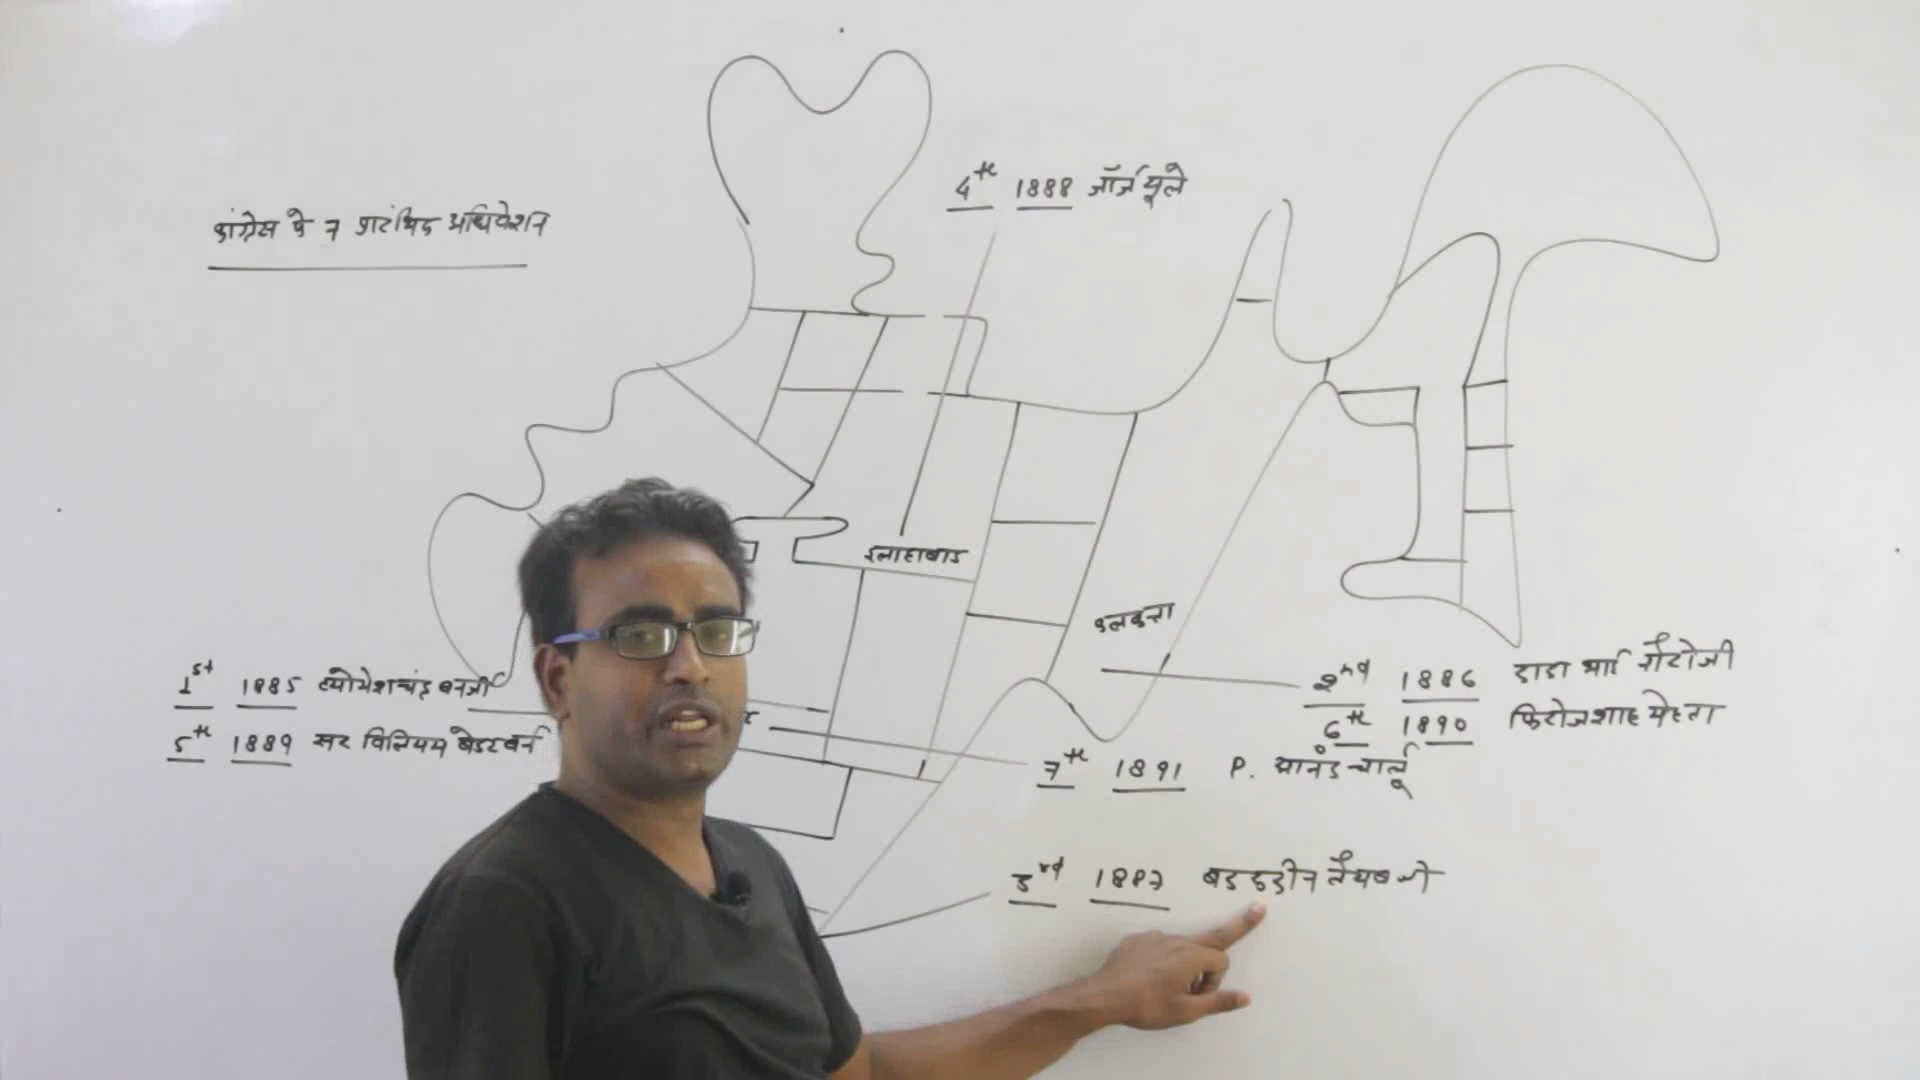 कांग्रेस के 7 प्रारंभिक अधिवेशन
4th 1888 जॉर्ज यूले
इलाहाबाद
कलकत्ता
1st 1885 व्योमेशचंद्र बनर्जी
5th 1889 सर विलियम वेडरबर्न
2nd 1886 दादा भाई नौरोजी
6th 1890 फिरोजशाह मेहता
7th 1891 P. आनंद चार्लू
3rd 1887 बदरुद्दीन तैयब जी